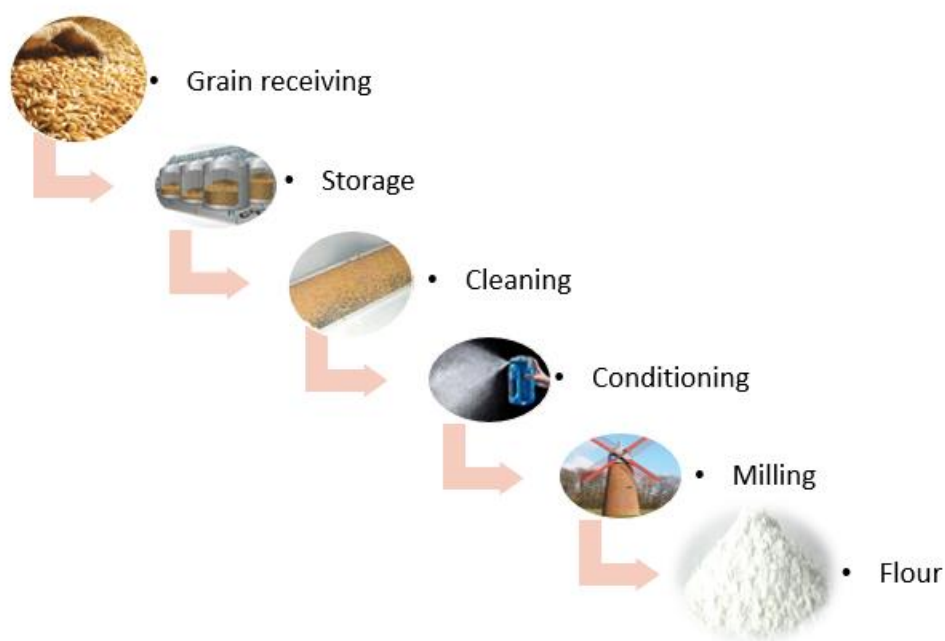 • Grain receiving
• Storage
• Cleaning
• Conditioning
• Milling
• Flour